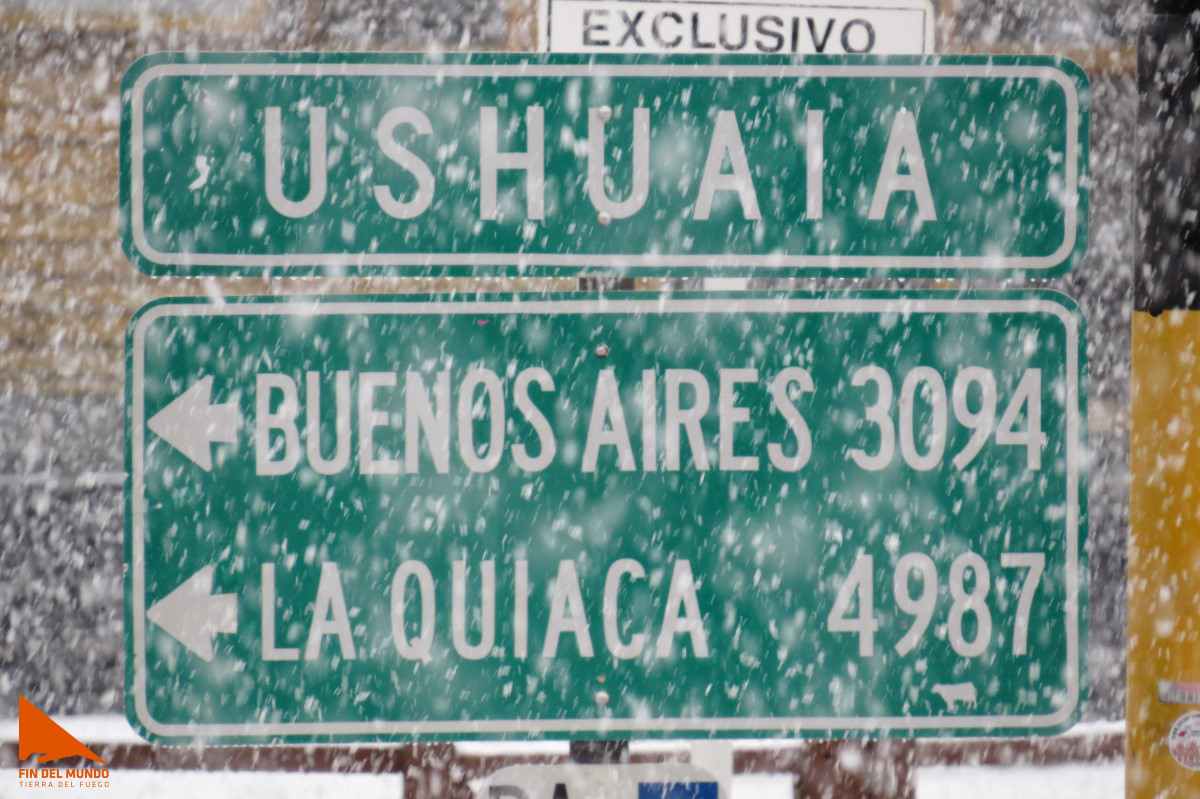 EXCLUSIVO
USHUAIA
BUENOS AIRES 3094
LA QUIACA 4987
FIN DEL MUNDO
TIERRA DEL FUEGO